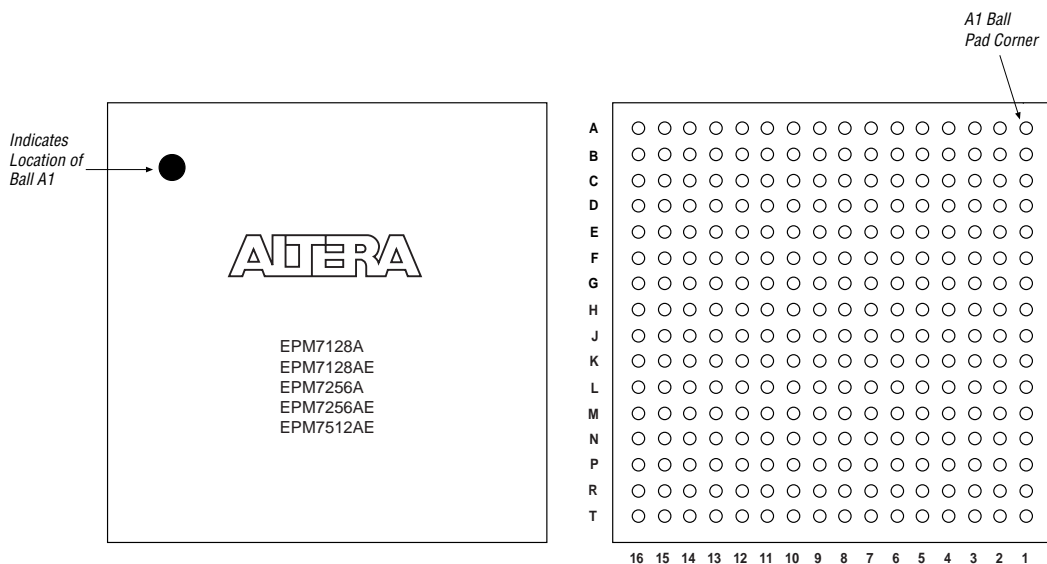 A1 Ball
Pad Corner
Indicates
Location of
Ball A1
ALTERA
EPM7128A
EPM7128AE
EPM7256A
EPM7256AE
EPM7512AE
A
B
C
D
E
F
G
H
J
K
L
M
N
P
R
T
16 15 14 13 12 11 10 9 8 7 6 5 4 3 2 1